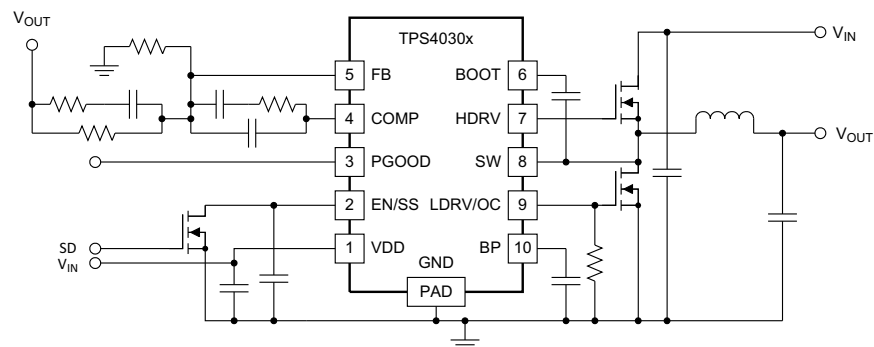 VOUT
TPS4030x
VIN
5 FB
BOOT 6
4 COMP
HDRV 7
3 PGOOD
SW 8
VOUT
2 EN/SS
LDRV/OC 9
SD
VIN
1 VDD
BP 10
GND
PAD